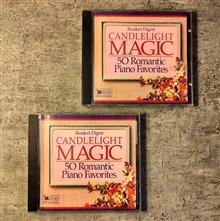 Reader's Digest
CANDLELIGHT
MAGIC
50 Romantic
Piano Favorites
Reader's Digest
CANDLELIGHT
MAGIC
50 Romantic
Piano Favorites